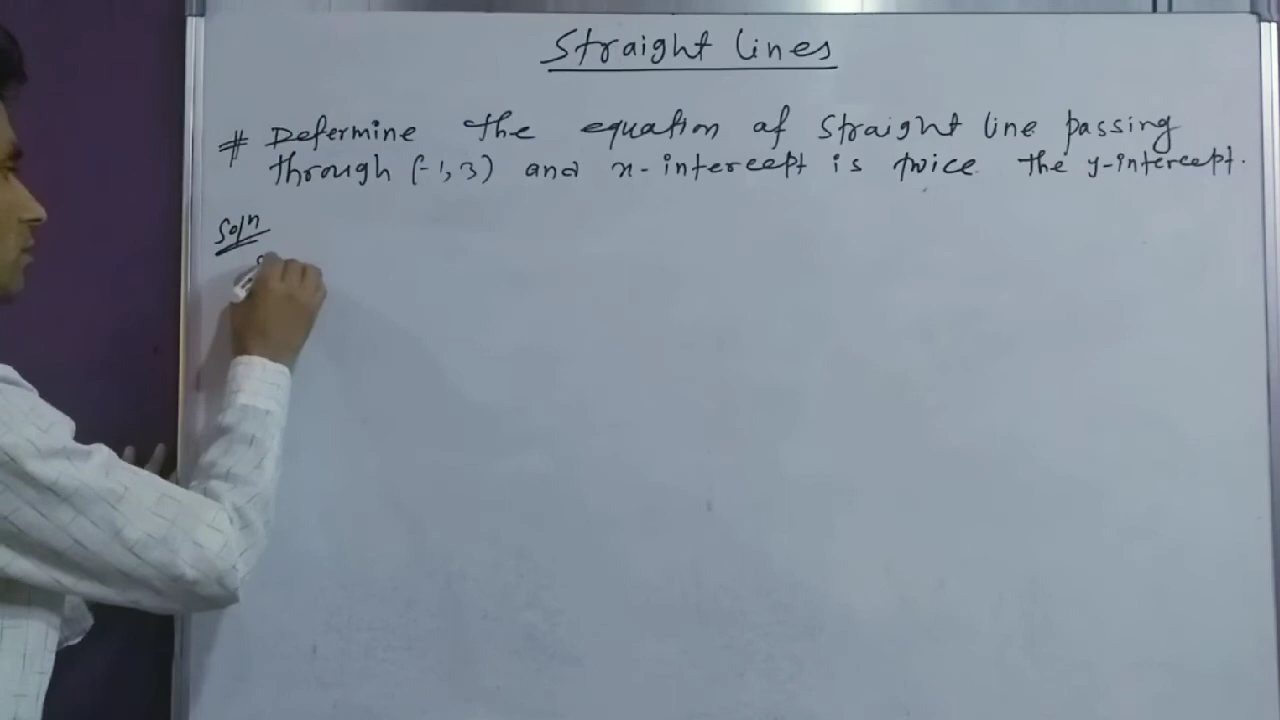 Straight Lines
# Determine the equation of straight line passing
through (-1, 3) and x-intercept is twice the y-intercept.
Soln